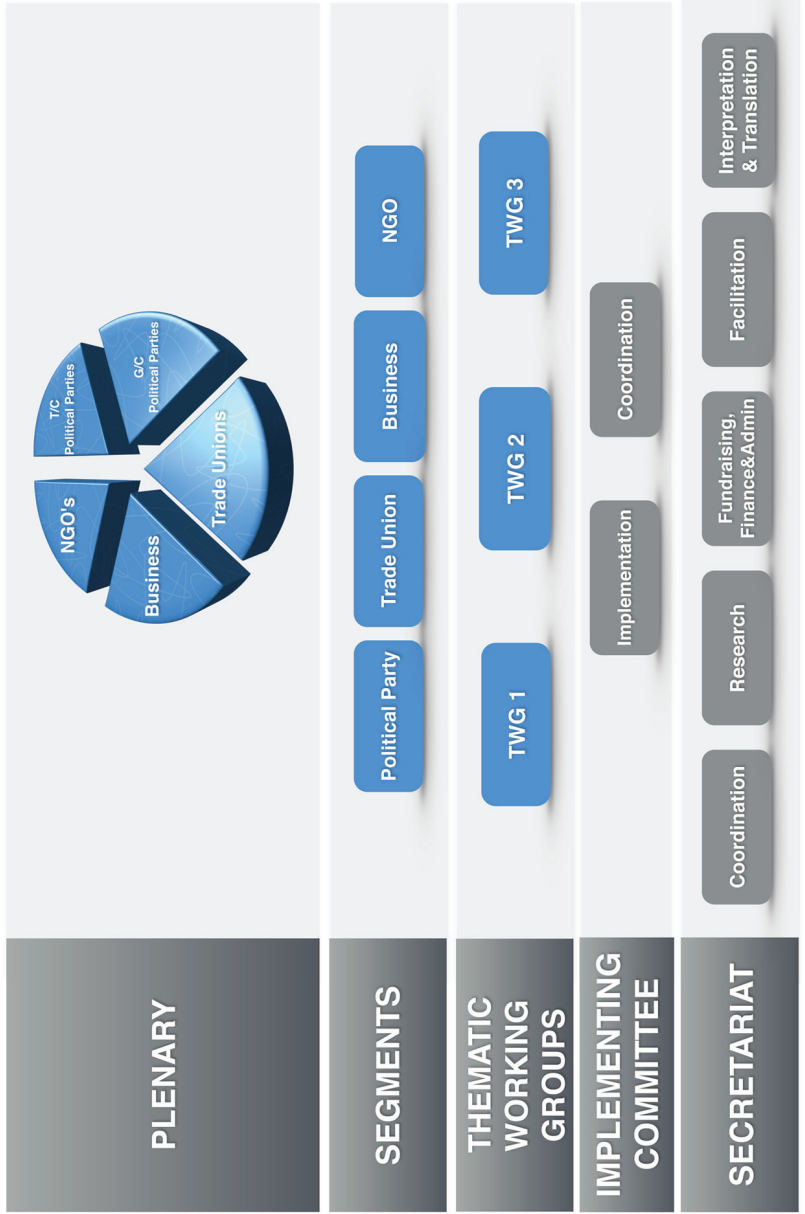 PLENARY
NGO's
T/C
Political Parties
Business
G/C
Political Parties
Trade Unions
SEGMENTS
Political Party
Trade Union
Business
NGO
THEMATIC
WORKING
GROUPS
TWG 1
TWG 2
TWG 3
IMPLEMENTING
COMMITTEE
Implementation
Coordination
SECRETARIAT
Coordination
Research
Fundraising,
Finance&Admin
Facilitation
Interpretation
& Translation